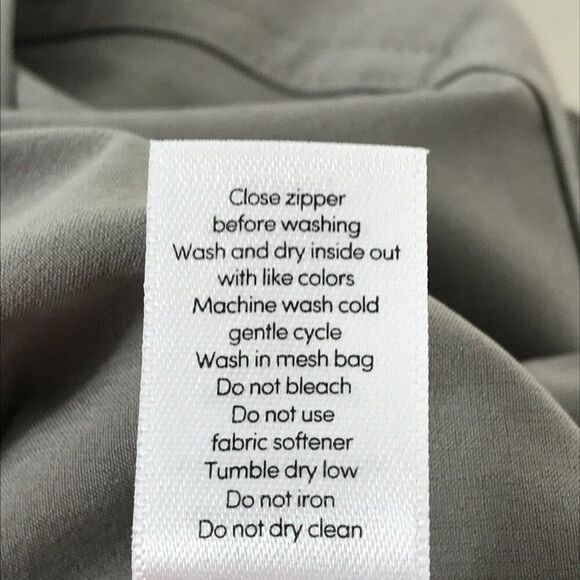 Close zipper
before washing
Wash and dry inside out
with like colors
Machine wash cold
gentle cycle
Wash in mesh bag
Do not bleach
Do not use
fabric softener
Tumble dry low
Do not iron
Do not dry clean